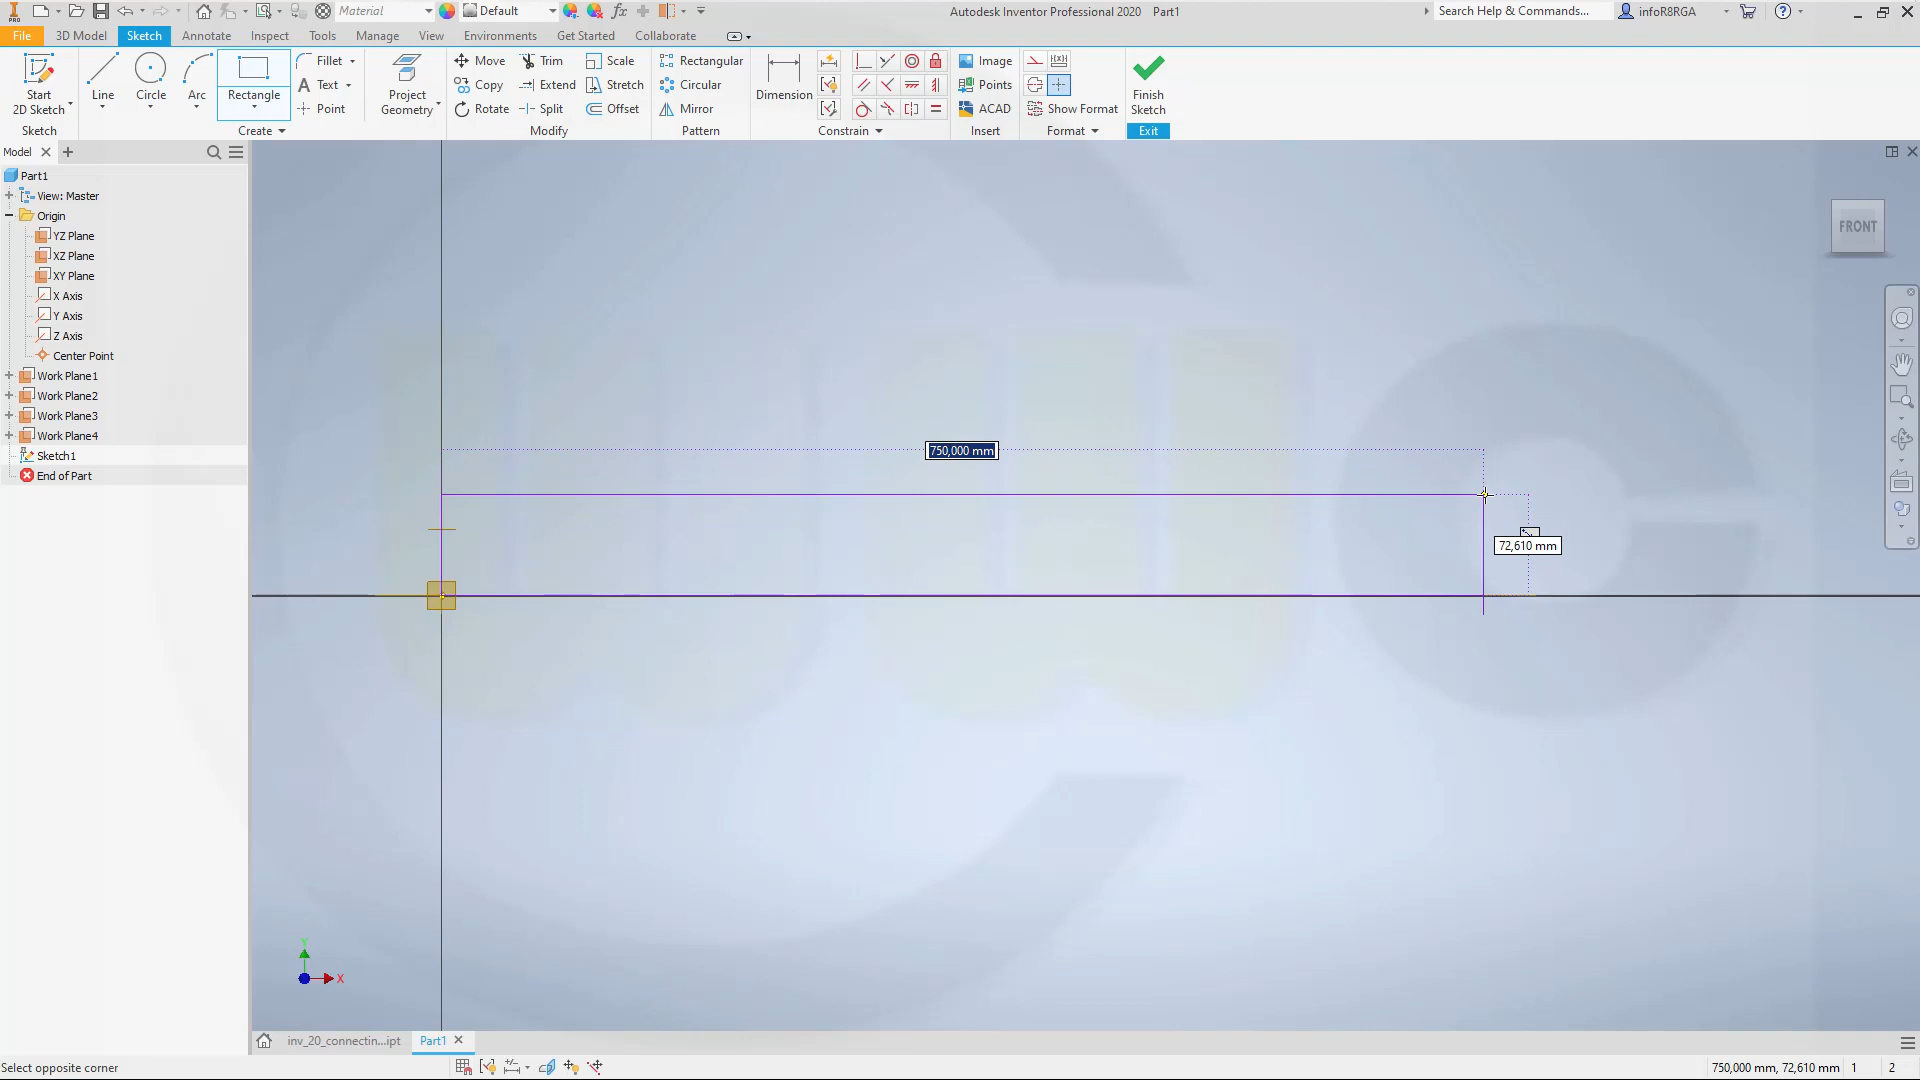 PRO
Material
Default
fx
Autodesk Inventor Professional 2020 Part1
Search Help & Commands...
infoR8RGA
File
3D Model
Sketch
Annotate
Inspect
Tools
Manage
View
Environments
Get Started
Collaborate
Start
2D Sketch
Line
Circle
Arc
Rectangle
Fillet
Text
Point
Project
Geometry
Move
Copy
Rotate
Trim
Extend
Split
Scale
Stretch
Offset
Rectangular
Circular
Mirror
Dimension
Image
Points
ACAD
Show Format
Finish
Sketch
Sketch
Create
Modify
Pattern
Constrain
Insert
Format
Exit
Model
Part1
View: Master
Origin
YZ Plane
XZ Plane
XY Plane
X Axis
Y Axis
Z Axis
Center Point
Work Plane1
Work Plane2
Work Plane3
Work Plane4
Sketch1
End of Part
FRONT
750,000 mm
72,610 mm
Y
X
inv_20_connectin...ipt
Part1
Select opposite corner
750,000 mm, 72,610 mm
1
2